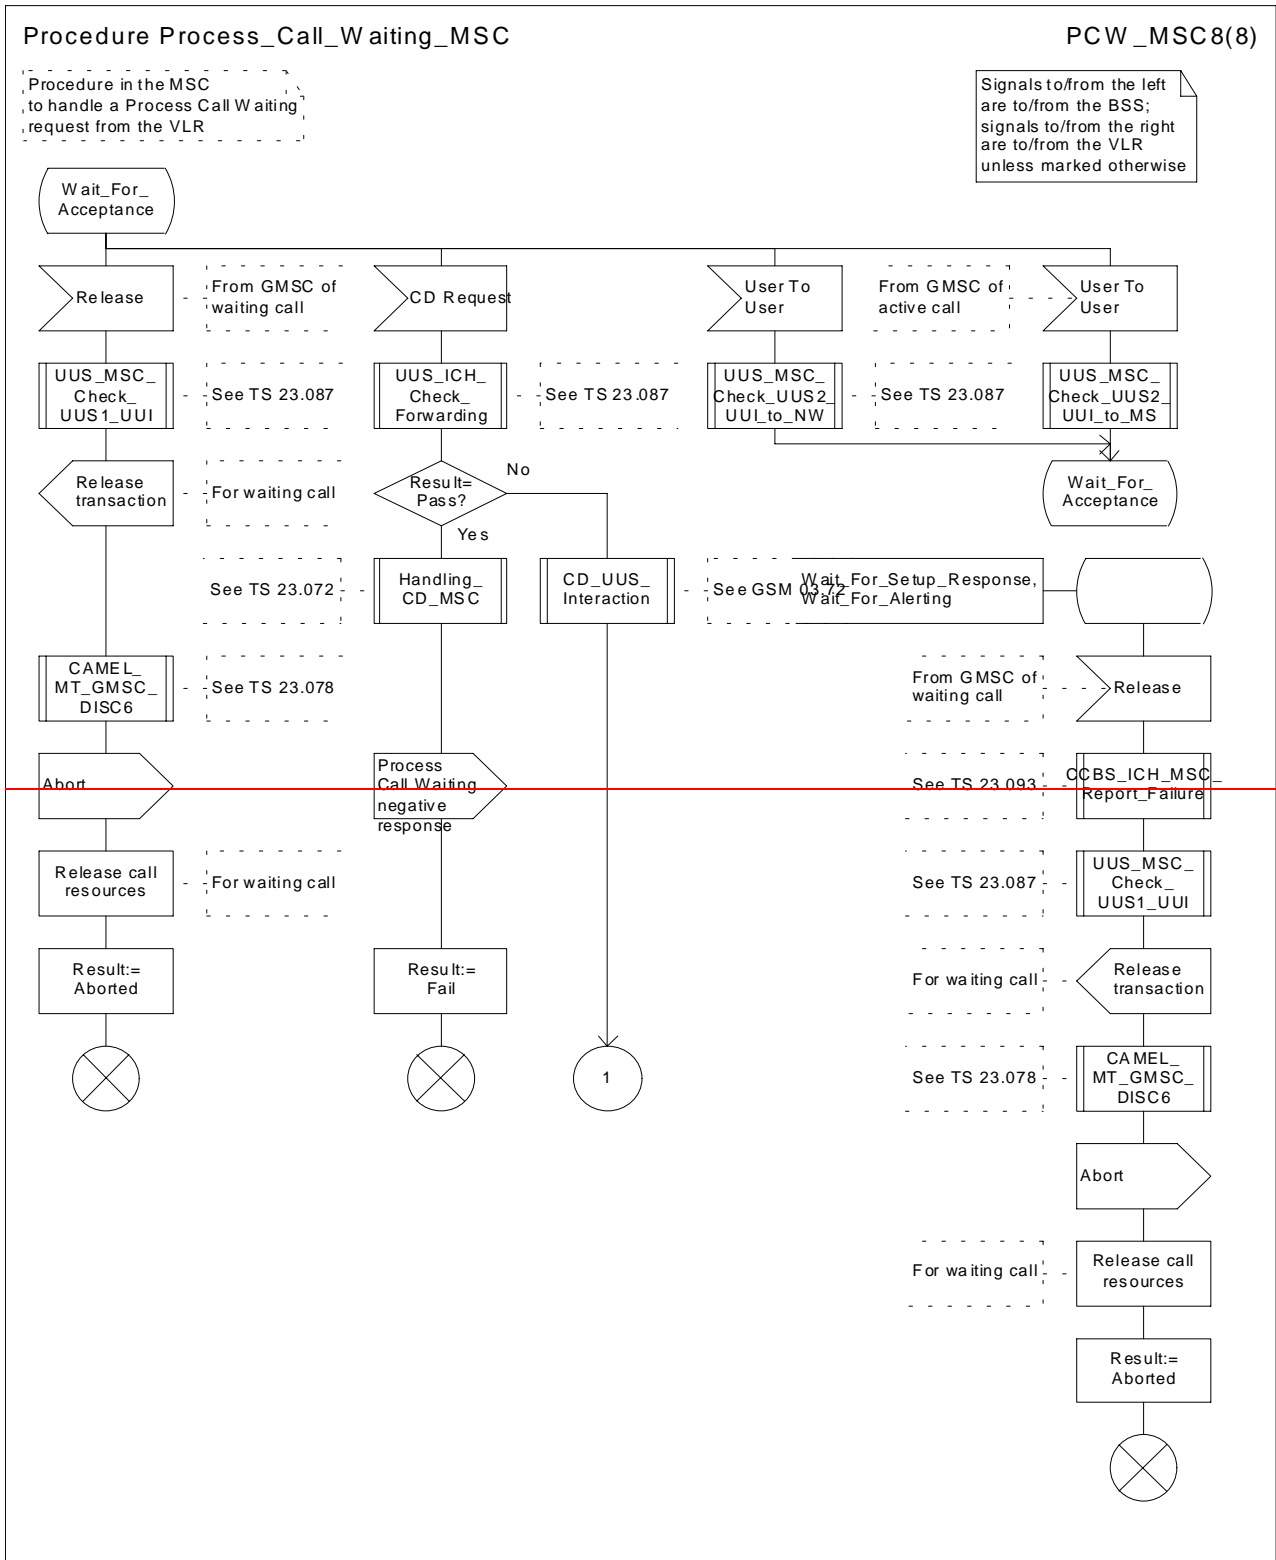 Procedure Process_Call_Waiting_MSC
PCW_MSC8(8)
Procedure in the MSC
to handle a Process Call Waiting
request from the VLR
Signals to/from the left
are to/from the BSS;
signals to/from the right
are to/from the VLR
unless marked otherwise
Wait_For_
Acceptance
Release
From GMSC of
waiting call
CD Request
User To
User
From GMSC of
active call
User To
User
UUS_MSC_
Check_
UUS1_UUI
See TS 23.087
UUS_ICH_
Check_
Forwarding
See TS 23.087
UUS_MSC_
Check_UUS2_
UUI_to_NW
See TS 23.087
UUS_MSC_
Check_UUS2_
UUI_to_MS
Release
transaction
For waiting call
Result=
Pass?
No
Yes
Wait_For_
Acceptance
See TS 23.072
Handling_
CD_MSC
CD_UUS_
Interaction
See GSM 03.72
Wait_For_Setup_Response,
Wait_For_Alerting
CAMEL_
MT_GMSC_
DISC6
See TS 23.078
From GMSC of
waiting call
Release
Abort
Process
Call Waiting
negative
response
See TS 23.093
CCBS_ICH_MSC_
Report_Failure
Release call
resources
For waiting call
See TS 23.087
UUS_MSC_
Check_
UUS1_UUI
Result:=
Aborted
Result:=
Fail
For waiting call
Release
transaction
1
See TS 23.078
CAMEL_
MT_GMSC_
DISC6
Abort
For waiting call
Release call
resources
Result:=
Aborted